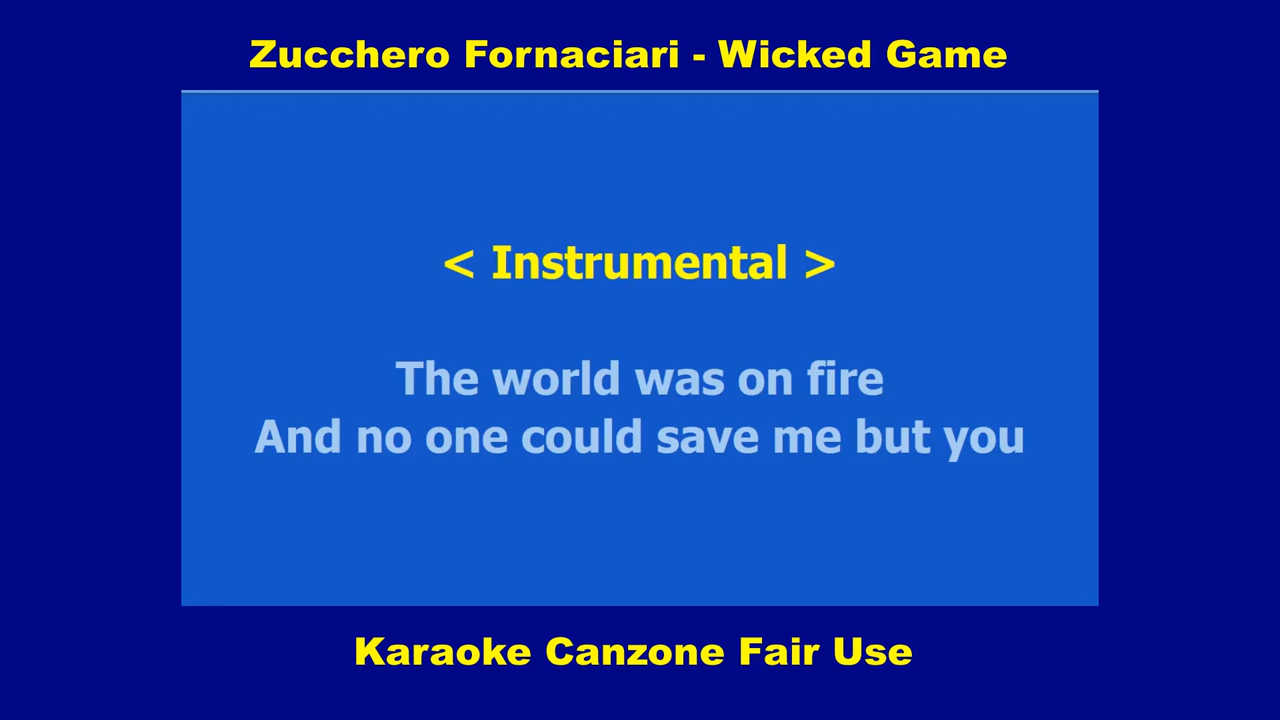 Zucchero Fornaciari - Wicked Game
< Instrumental >
The world was on fire
And no one could save me but you
Karaoke Canzone Fair Use